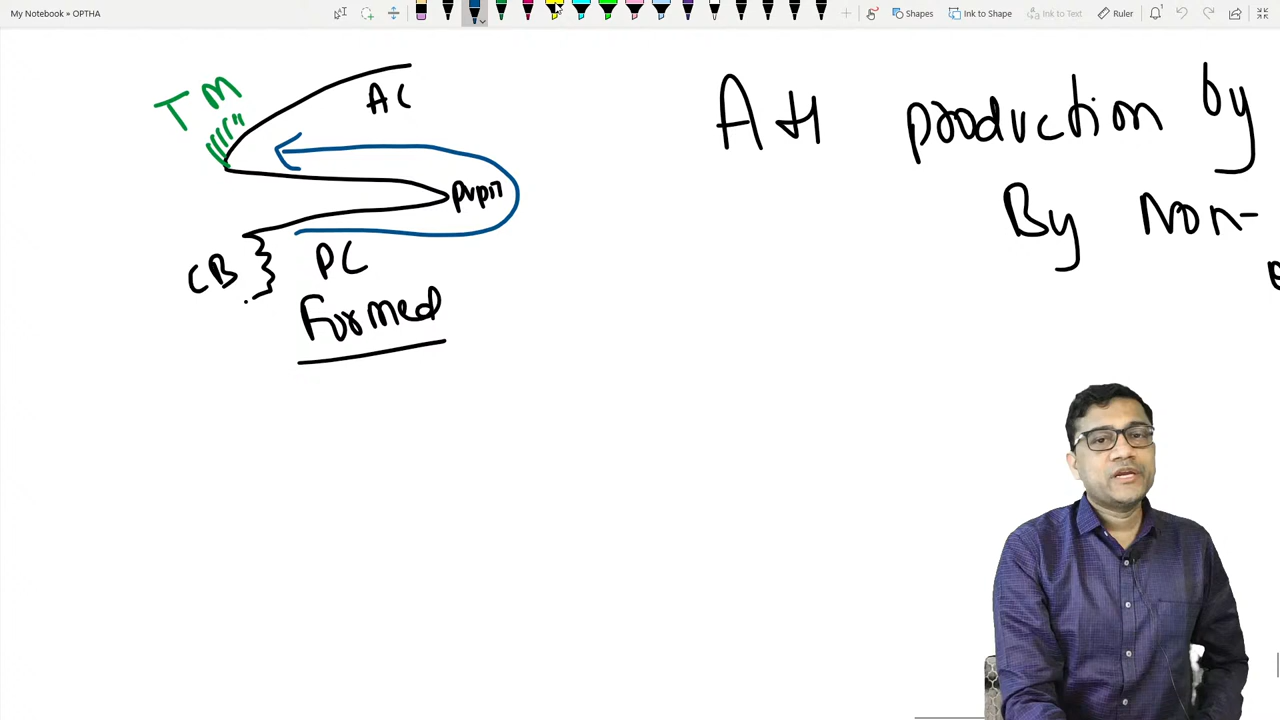 My Notebook » OPTHA
Shapes
Ink to Shape
Ink to Text
Ruler
TM
AC
pupil
CB
PC
Formed
AH production by
By Non-